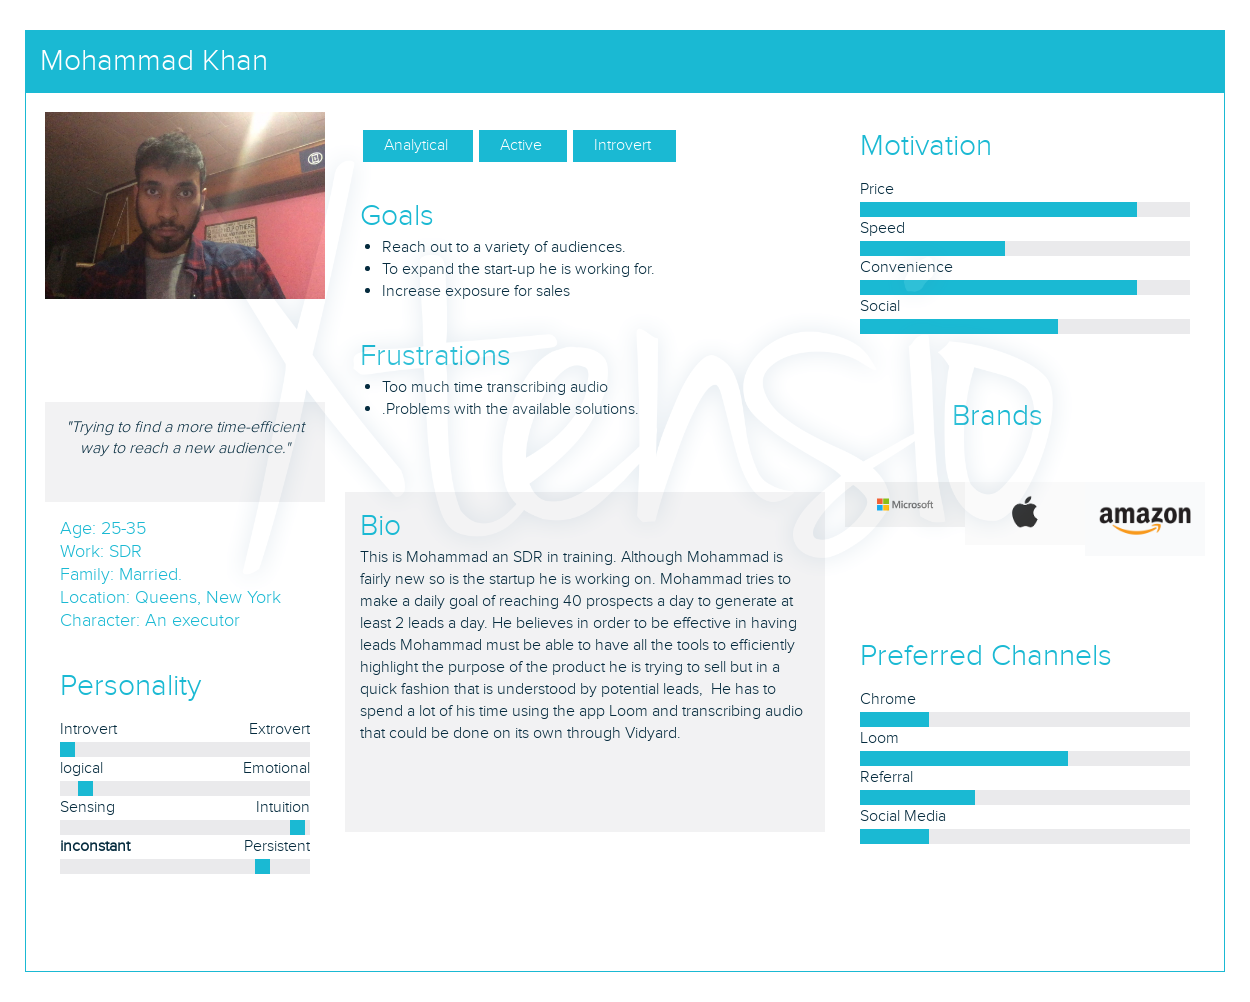 Mohammad Khan
Analytical
Active
Introvert
Goals
Reach out to a variety of audiences.
To expand the start-up he is working for.
Increase exposure for sales
Frustrations
Too much time transcribing audio
.Problems with the available solutions.
"Trying to find a more time-efficient
way to reach a new audience."
Age: 25-35
Work: SDR
Family: Married.
Location: Queens, New York
Character: An executor
Personality
Introvert Extrovert
logical Emotional
Sensing Intuition
inconstant Persistent
Bio
This is Mohammad an SDR in training. Although Mohammad is
fairly new so is the startup he is working on. Mohammad tries to
make a daily goal of reaching 40 prospects a day to generate at
least 2 leads a day. He believes in order to be effective in having
leads Mohammad must be able to have all the tools to efficiently
highlight the purpose of the product he is trying to sell but in a
quick fashion that is understood by potential leads,  He has to
spend a lot of his time using the app Loom and transcribing audio
that could be done on its own through Vidyard.
Motivation
Price
Speed
Convenience
Social
Brands
Microsoft
amazon
Preferred Channels
Chrome
Loom
Referral
Social Media
Xtensio